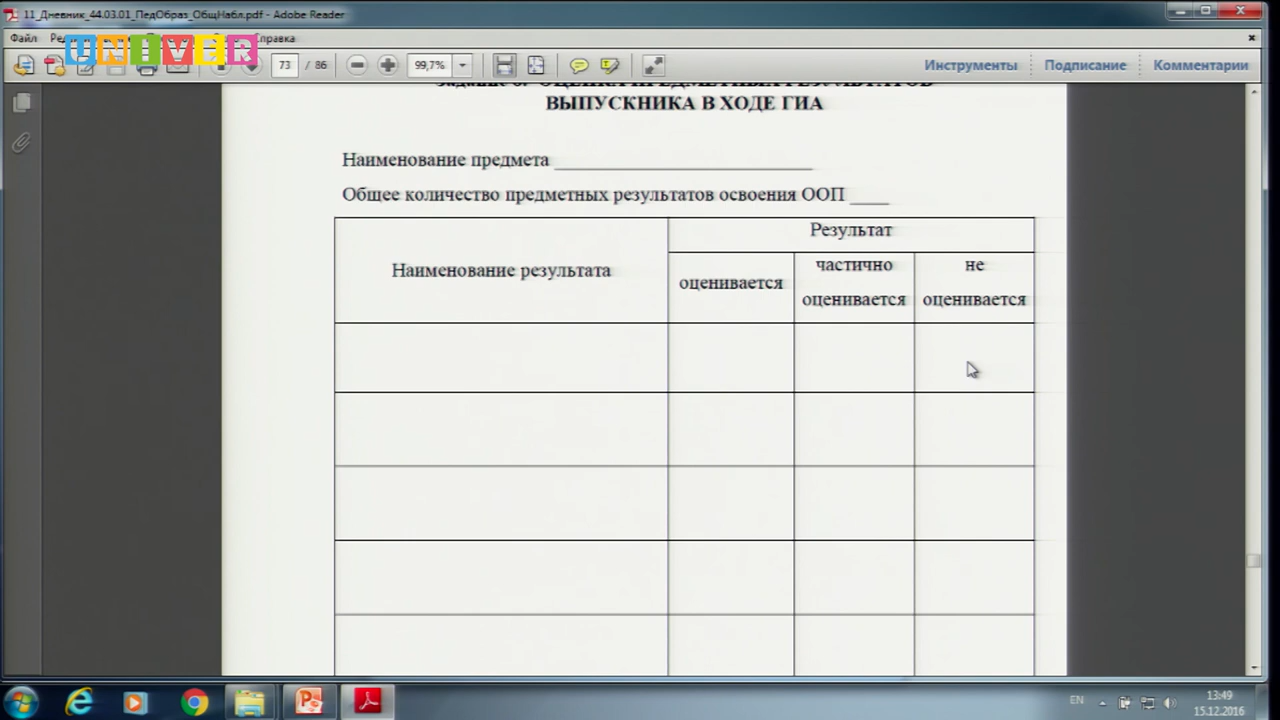 11_Дневник_44.03.01_ПедОбраз_ОбщНабл.pdf - Adobe Reader
Файл
Справка
UNIVER
73 / 86
99,7%
Инструменты
Подписание
Комментарии
ВЫПУСКНИКА В ХОДЕ ГИА
Наименование предмета
Общее количество предметных результатов освоения ООП
Наименование результата
Результат
оценивается
частично
оценивается
не
оценивается
EN
13:49
15.12.2016